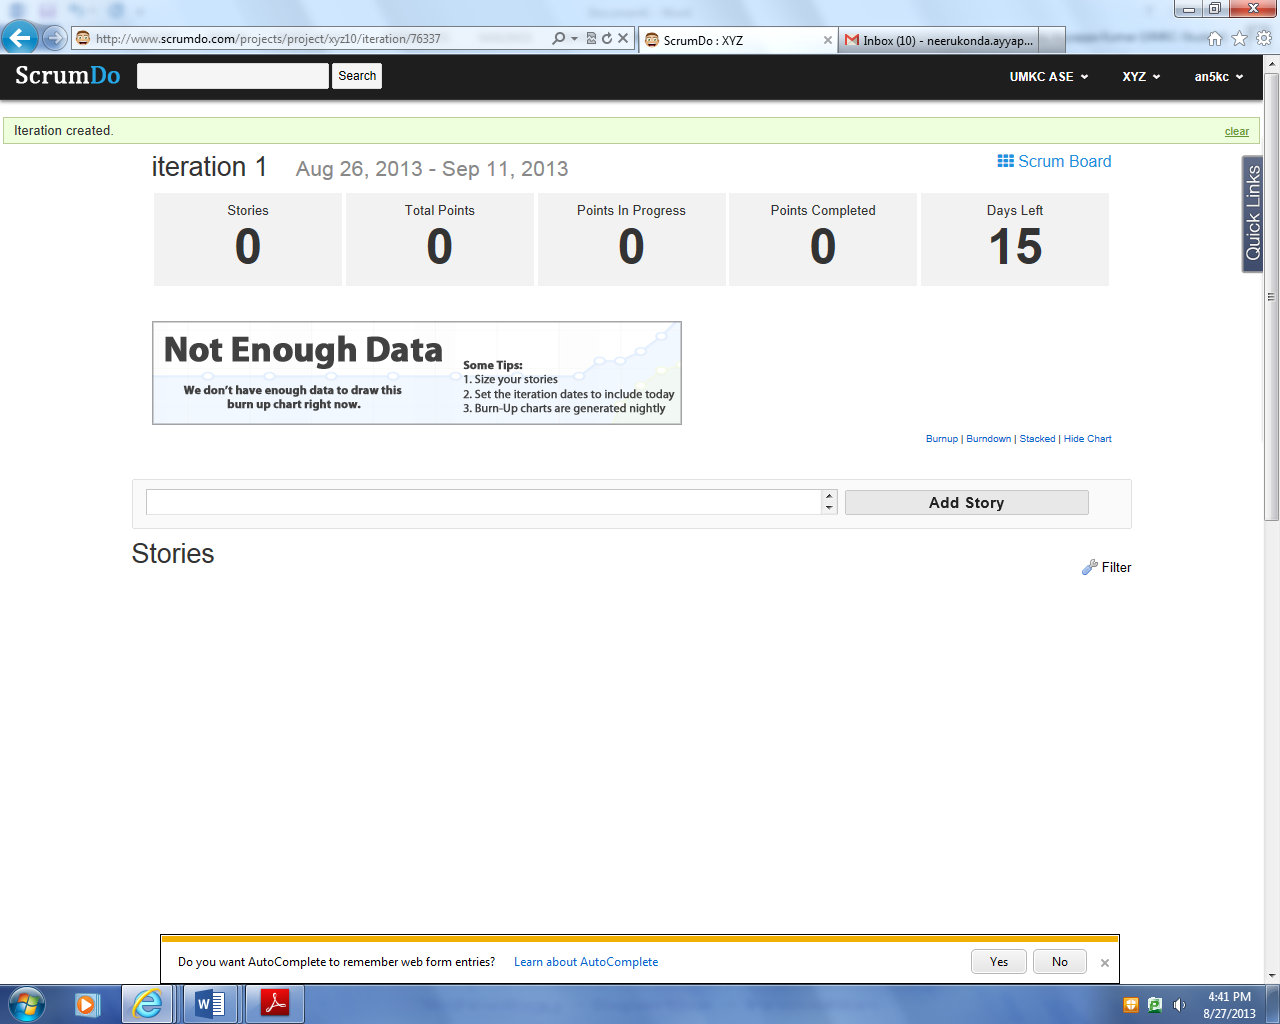 http://www.scrumdo.com/projects/project/xyz10/iteration/76337
ScrumDo : XYZ
Inbox (10) - neerukonda.ayyap...
ScrumDo
Search
UMKC ASE
XYZ
an5kc
Iteration created.
clear
iteration 1
Aug 26, 2013 - Sep 11, 2013
Scrum Board
Quick Links
Stories
0
Total Points
0
Points In Progress
0
Points Completed
0
Days Left
15
Not Enough Data
We don't have enough data to draw this
burn up chart right now.
Some Tips:
1. Size your stories
2. Set the iteration dates to include today
3. Burn-Up charts are generated nightly
Burnup | Burndown | Stacked | Hide Chart
Add Story
Stories
Filter
Do you want AutoComplete to remember web form entries?
Learn about AutoComplete
Yes
No
4:41 PM
8/27/2013